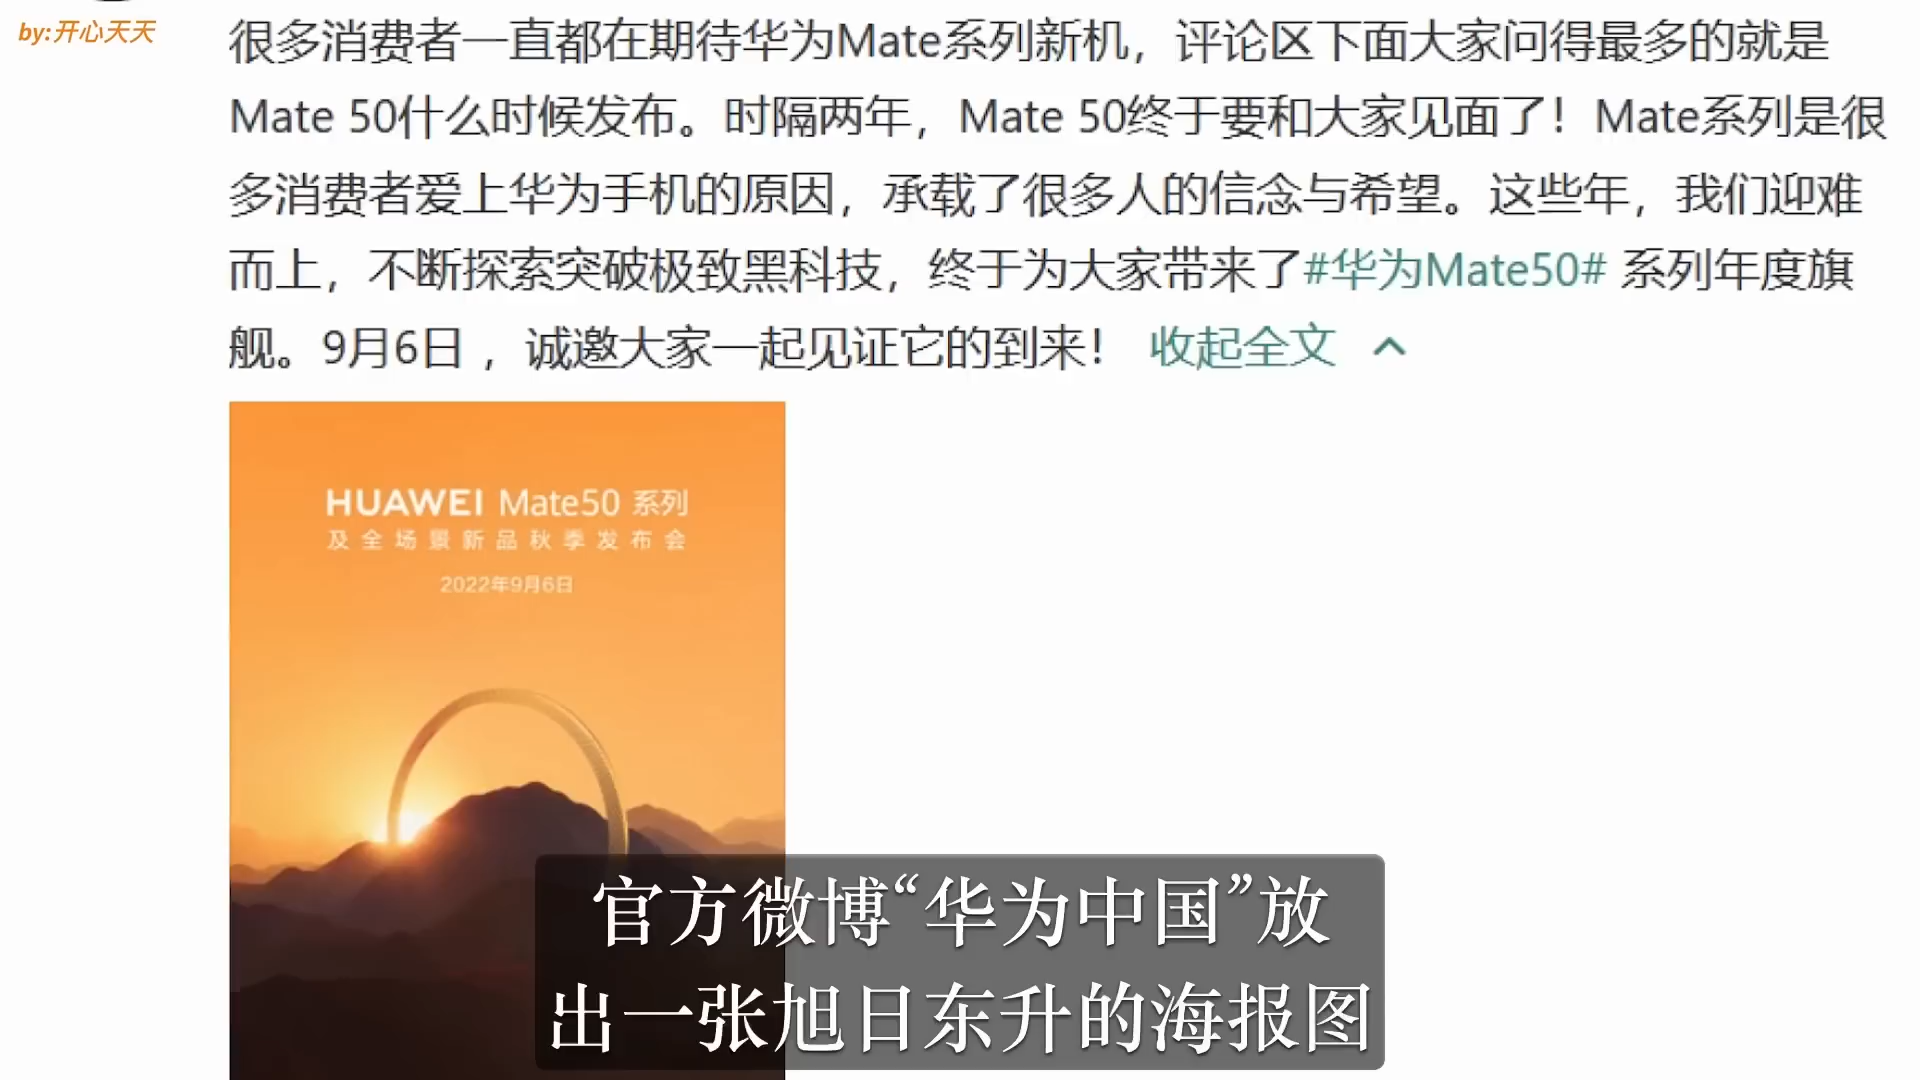 by:开心天天
很多消费者一直都在期待华为Mate系列新机，评论区下面大家问得最多的就是
Mate 50什么时候发布。时隔两年，Mate 50终于要和大家见面了！Mate系列是很
多消费者爱上华为手机的原因，承载了很多人的信念与希望。这些年，我们迎难
而上，不断探索突破极致黑科技，终于为大家带来了#华为Mate50# 系列年度旗
舰。9月6日 ，诚邀大家一起见证它的到来！ 收起全文
HUAWEI Mate50 系列
及全场景新品秋季发布会
2022年9月6日
官方微博“华为中国”放
出一张旭日东升的海报图